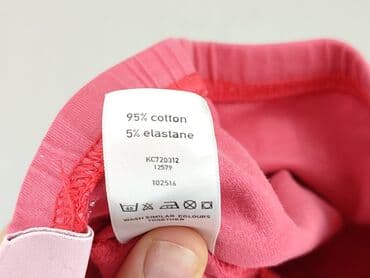 95% cotton
5% elastane
KC720312
12579
102516
WASH SIMILAR COLOURS
TOGETHER